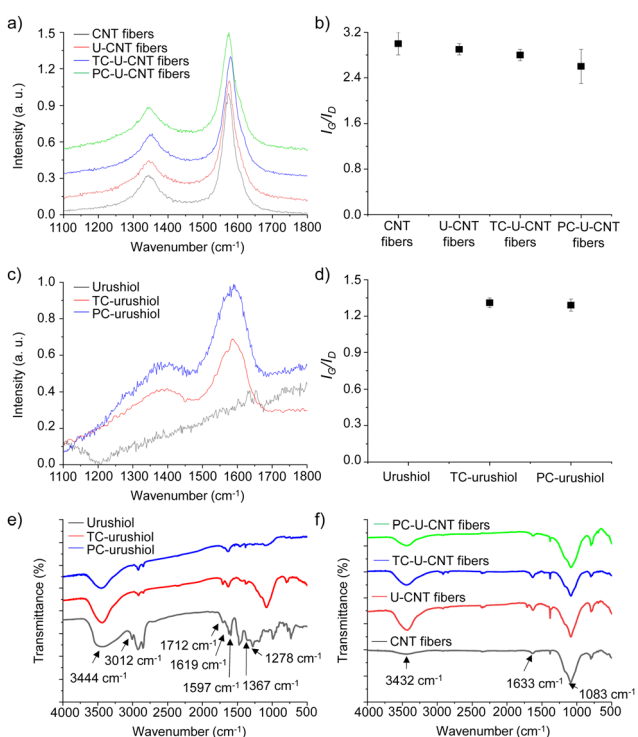 a)
CNT fibers
U-CNT fibers
TC-U-CNT fibers
PC-U-CNT fibers
Intensity (a. u.)
1.5
1.2
0.9
0.6
0.3
0.0
1100 1200 1300 1400 1500 1600 1700 1800
Wavenumber (cm-1)
b)
IG/ID
3.2
2.4
1.6
0.8
0.0
CNT fibers
U-CNT fibers
TC-U-CNT fibers
PC-U-CNT fibers
c)
Urushiol
TC-urushiol
PC-urushiol
Intensity (a. u.)
1.0
0.8
0.6
0.4
0.2
0.0
1100 1200 1300 1400 1500 1600 1700 1800
Wavenumber (cm-1)
d)
IG/ID
1.5
1.2
0.9
0.6
0.3
0.0
Urushiol TC-urushiol PC-urushiol
e)
Urushiol
TC-urushiol
PC-urushiol
Transmittance (%)
3444 cm-1
3012 cm-1
1712 cm-1
1619 cm-1
1597 cm-1
1367 cm-1
1278 cm-1
4000 3500 3000 2500 2000 1500 1000 500
Wavenumber (cm-1)
f)
PC-U-CNT fibers
TC-U-CNT fibers
U-CNT fibers
CNT fibers
Transmittance (%)
3432 cm-1
1633 cm-1
1083 cm-1
4000 3500 3000 2500 2000 1500 1000 500
Wavenumber (cm-1)